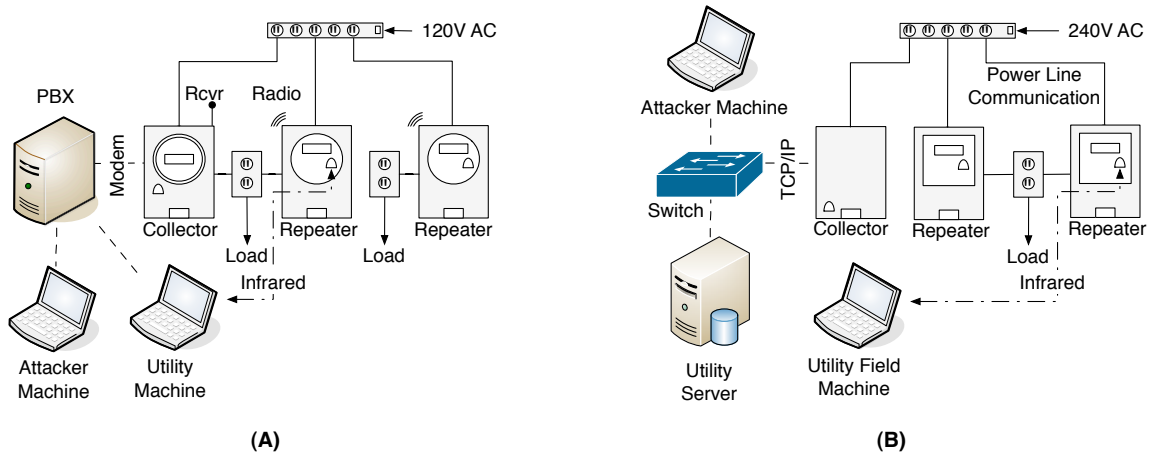 120V AC
PBX
Rcvr
Radio
Modem
Collector
Repeater
Repeater
Load
Load
Infrared
Attacker
Machine
Utility
Machine
(A)
240V AC
Power Line
Communication
Attacker Machine
TCP/IP
Switch
Collector
Repeater
Repeater
Load
Infrared
Utility
Server
Utility Field
Machine
(B)